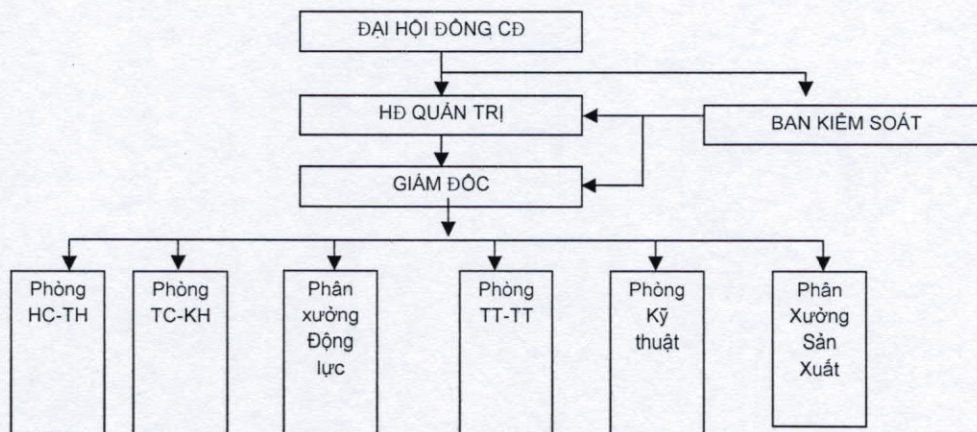 ĐẠI HỘI ĐỒNG CĐ
HĐ QUẢN TRỊ
BAN KIỂM SOÁT
GIÁM ĐỐC
Phòng
HC-TH
Phòng
TC-KH
Phân
xưởng
Động
lực
Phòng
TT-TT
Phòng
Kỹ
thuật
Phân
Xưởng
Sản
Xuất